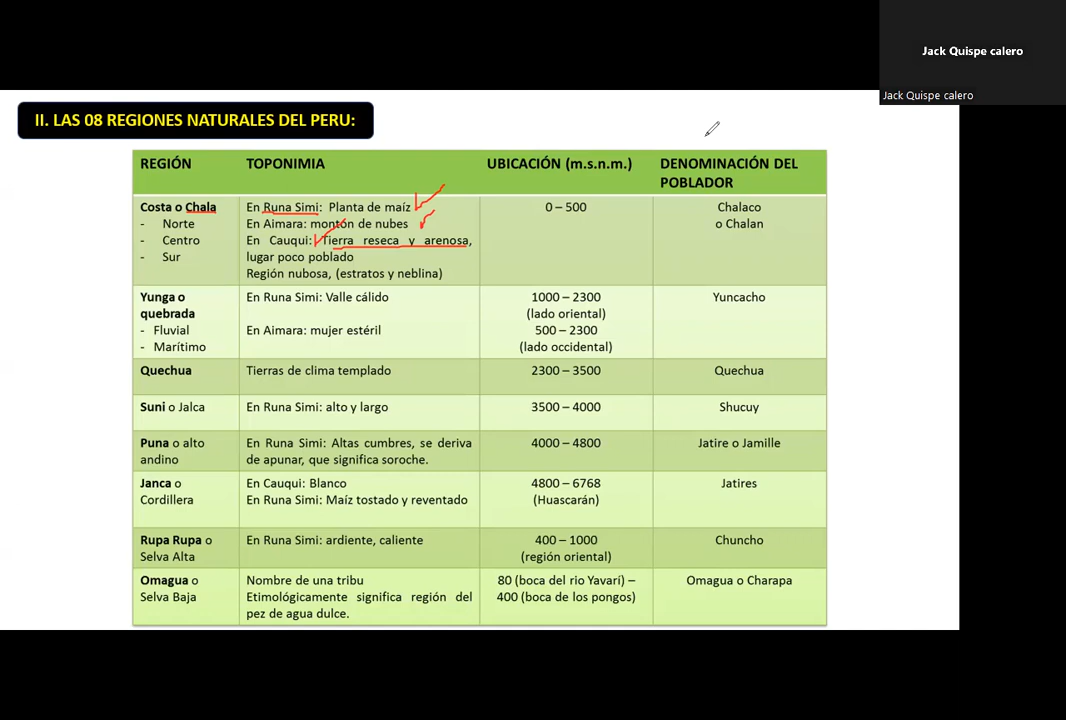 Jack Quispe calero
Jack Quispe calero
II. LAS 08 REGIONES NATURALES DEL PERU:
REGIÓN TOPONIMIA UBICACIÓN (m.s.n.m.) DENOMINACIÓN DEL
POBLADOR
Costa o Chala En Runa Simi: Planta de maíz 0 – 500 Chalaco
- Norte En Aimara: montón de nubes o Chalan
- Centro En Cauqui: Tierra reseca y arenosa,
- Sur lugar poco poblado
Región nubosa, (estratos y neblina)
Yunga o En Runa Simi: Valle cálido 1000 – 2300 Yuncacho
quebrada (lado oriental)
- Fluvial En Aimara: mujer estéril 500 – 2300
- Marítimo (lado occidental)
Quechua Tierras de clima templado 2300 – 3500 Quechua
Suni o Jalca En Runa Simi: alto y largo 3500 – 4000 Shucuy
Puna o alto En Runa Simi: Altas cumbres, se deriva 4000 – 4800 Jatire o Jamille
andino de apunar, que significa soroche.
Janca o En Cauqui: Blanco 4800 – 6768 Jatires
Cordillera En Runa Simi: Maíz tostado y reventado (Huascarán)
Rupa Rupa o En Runa Simi: ardiente, caliente 400 – 1000 Chuncho
Selva Alta (región oriental)
Omagua o Nombre de una tribu 80 (boca del rio Yavarí) – Omagua o Charapa
Selva Baja Etimológicamente significa región del 400 (boca de los pongos)
pez de agua dulce.